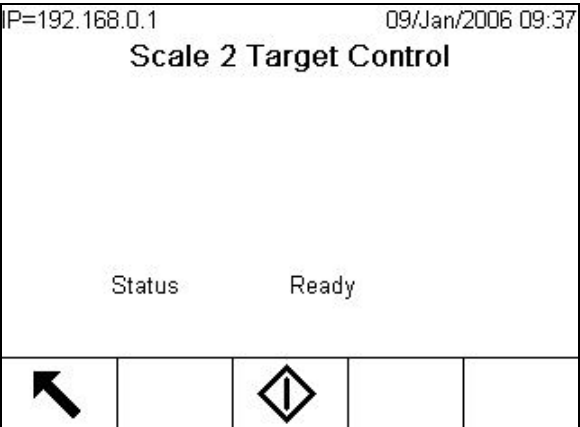 IP=192.168.0.1 09/Jan/2006 09:37
Scale 2 Target Control
Status Ready